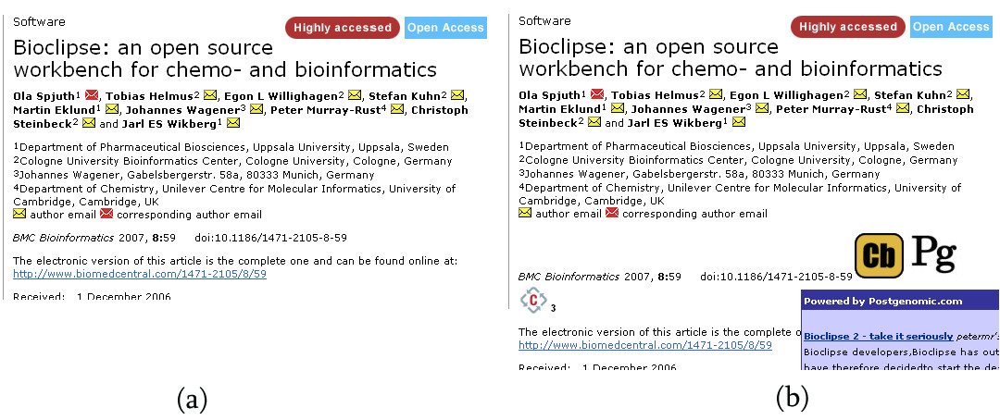 Software
Highly accessed
Open Access
Bioclipse: an open source
workbench for chemo- and bioinformatics
Ola Spjuth1, Tobias Helmus2, Egon L Willighagen2, Stefan Kuhn2,
Martin Eklund1, Johannes Wagener3, Peter Murray-Rust4, Christoph
Steinbeck2 and Jarl ES Wikberg1
1Department of Pharmaceutical Biosciences, Uppsala University, Uppsala, Sweden
2Cologne University Bioinformatics Center, Cologne University, Cologne, Germany
3Johannes Wagener, Gabelsbergerstr. 58a, 80333 Munich, Germany
4Department of Chemistry, Unilever Centre for Molecular Informatics, University of
Cambridge, Cambridge, UK
author email corresponding author email
BMC Bioinformatics 2007, 8:59 doi:10.1186/1471-2105-8-59
The electronic version of this article is the complete one and can be found online at:
http://www.biomedcentral.com/1471-2105/8/59
Received: 1 December 2006
(a)
Software
Highly accessed
Open Access
Bioclipse: an open source
workbench for chemo- and bioinformatics
Ola Spjuth1, Tobias Helmus2, Egon L Willighagen2, Stefan Kuhn2,
Martin Eklund1, Johannes Wagener3, Peter Murray-Rust4, Christoph
Steinbeck2 and Jarl ES Wikberg1
1Department of Pharmaceutical Biosciences, Uppsala University, Uppsala, Sweden
2Cologne University Bioinformatics Center, Cologne University, Cologne, Germany
3Johannes Wagener, Gabelsbergerstr. 58a, 80333 Munich, Germany
4Department of Chemistry, Unilever Centre for Molecular Informatics, University of
Cambridge, Cambridge, UK
author email corresponding author email
BMC Bioinformatics 2007, 8:59 doi:10.1186/1471-2105-8-59 Cb Pg
C 3
Powered by Postgenomic.com
The electronic version of this article is the complete o
http://www.biomedcentral.com/1471-2105/8/59
Received: 1 December 2006
Bioclipse 2 - take it seriously petermr's
Bioclipse developers,Bioclipse has out
have therefore decidedto start the de
(b)